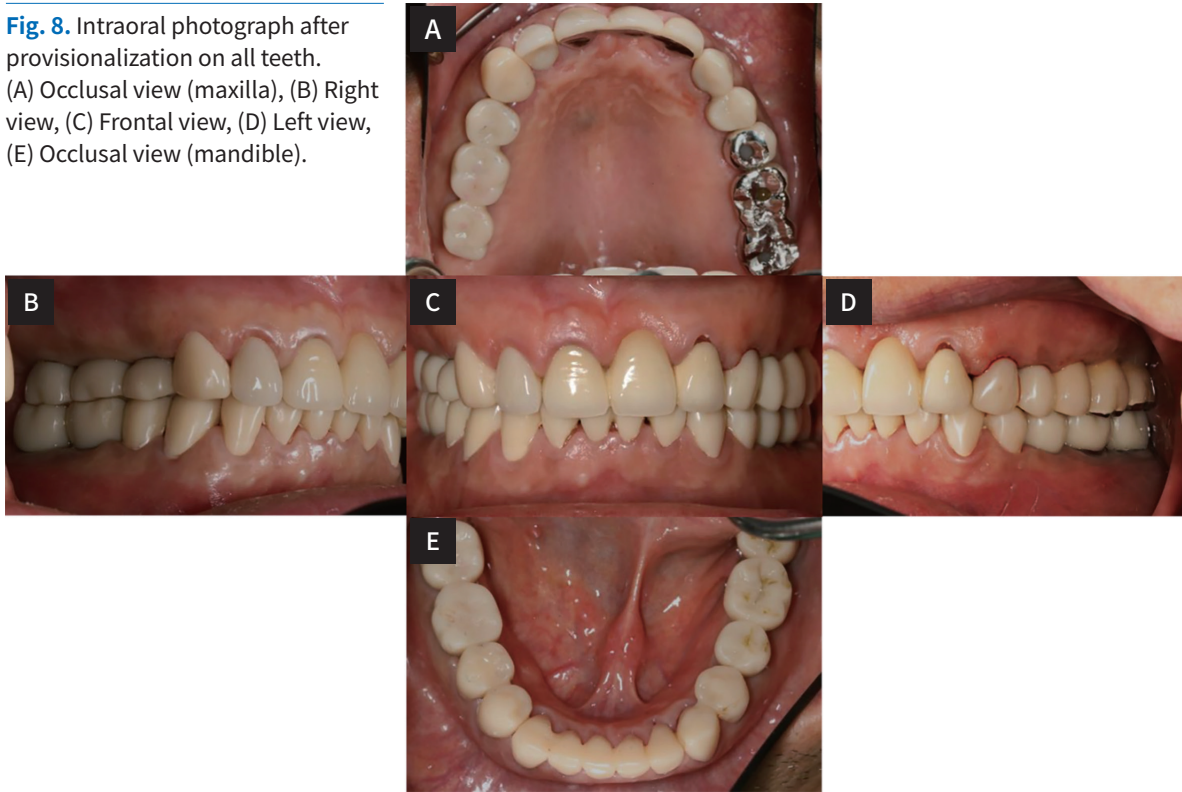 Fig. 8. Intraoral photograph after
provisionalization on all teeth.
(A) Occlusal view (maxilla), (B) Right
view, (C) Frontal view, (D) Left view,
(E) Occlusal view (mandible).
A
B
C
D
E